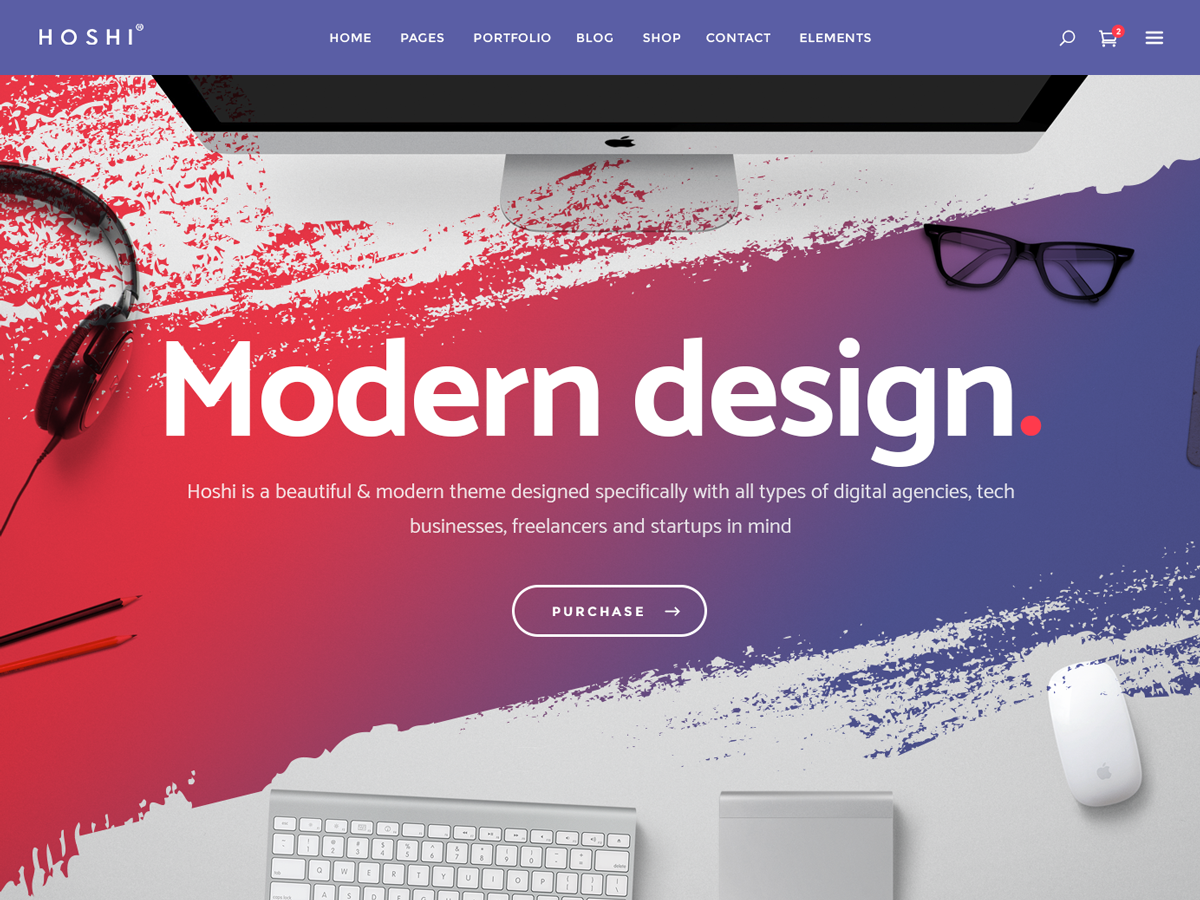 HOSHI®
HOME PAGES PORTFOLIO BLOG SHOP CONTACT ELEMENTS
2
Modern design.
Hoshi is a beautiful & modern theme designed specifically with all types of digital agencies, tech
businesses, freelancers and startups in mind
PURCHASE →
delete
Q W E R T Y U I O P
A S D